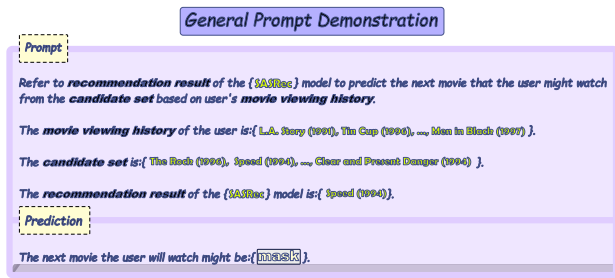 General Prompt Demonstration
Prompt
Refer to recommendation result of the {SASRec} model to predict the next movie that the user might watch
from the candidate set based on user's movie viewing history.
The movie viewing history of the user is:{ L.A. Story (1991), Tin Cup (1996), ..., Men in Black (1997) }.
The candidate set is:{ The Rock (1996), Speed (1994), ..., Clear and Present Danger (1994) }.
The recommendation result of the {SASRec} model is:{ Speed (1994)}.
Prediction
The next movie the user will watch might be:{mask}.